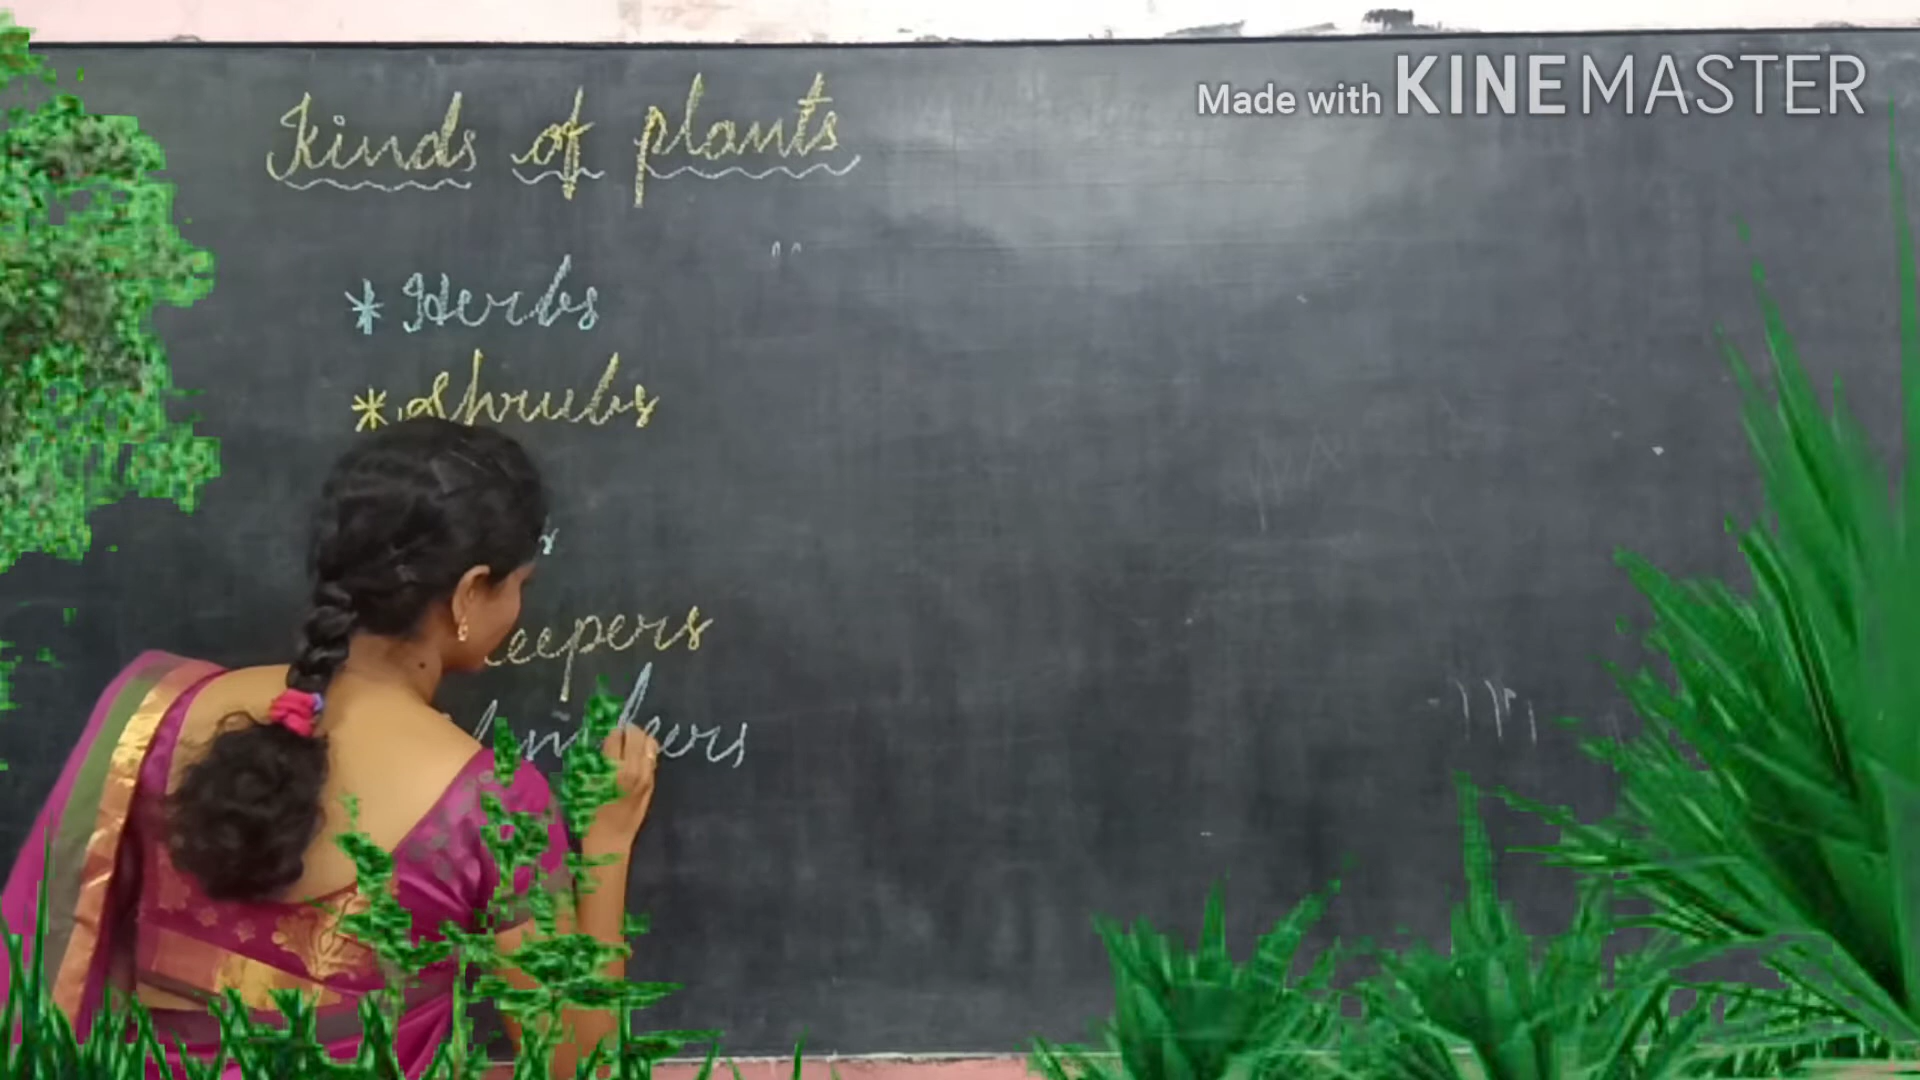 Made with KINEMASTER
Kinds of plants
* Herbs
* Shrubs
eepers